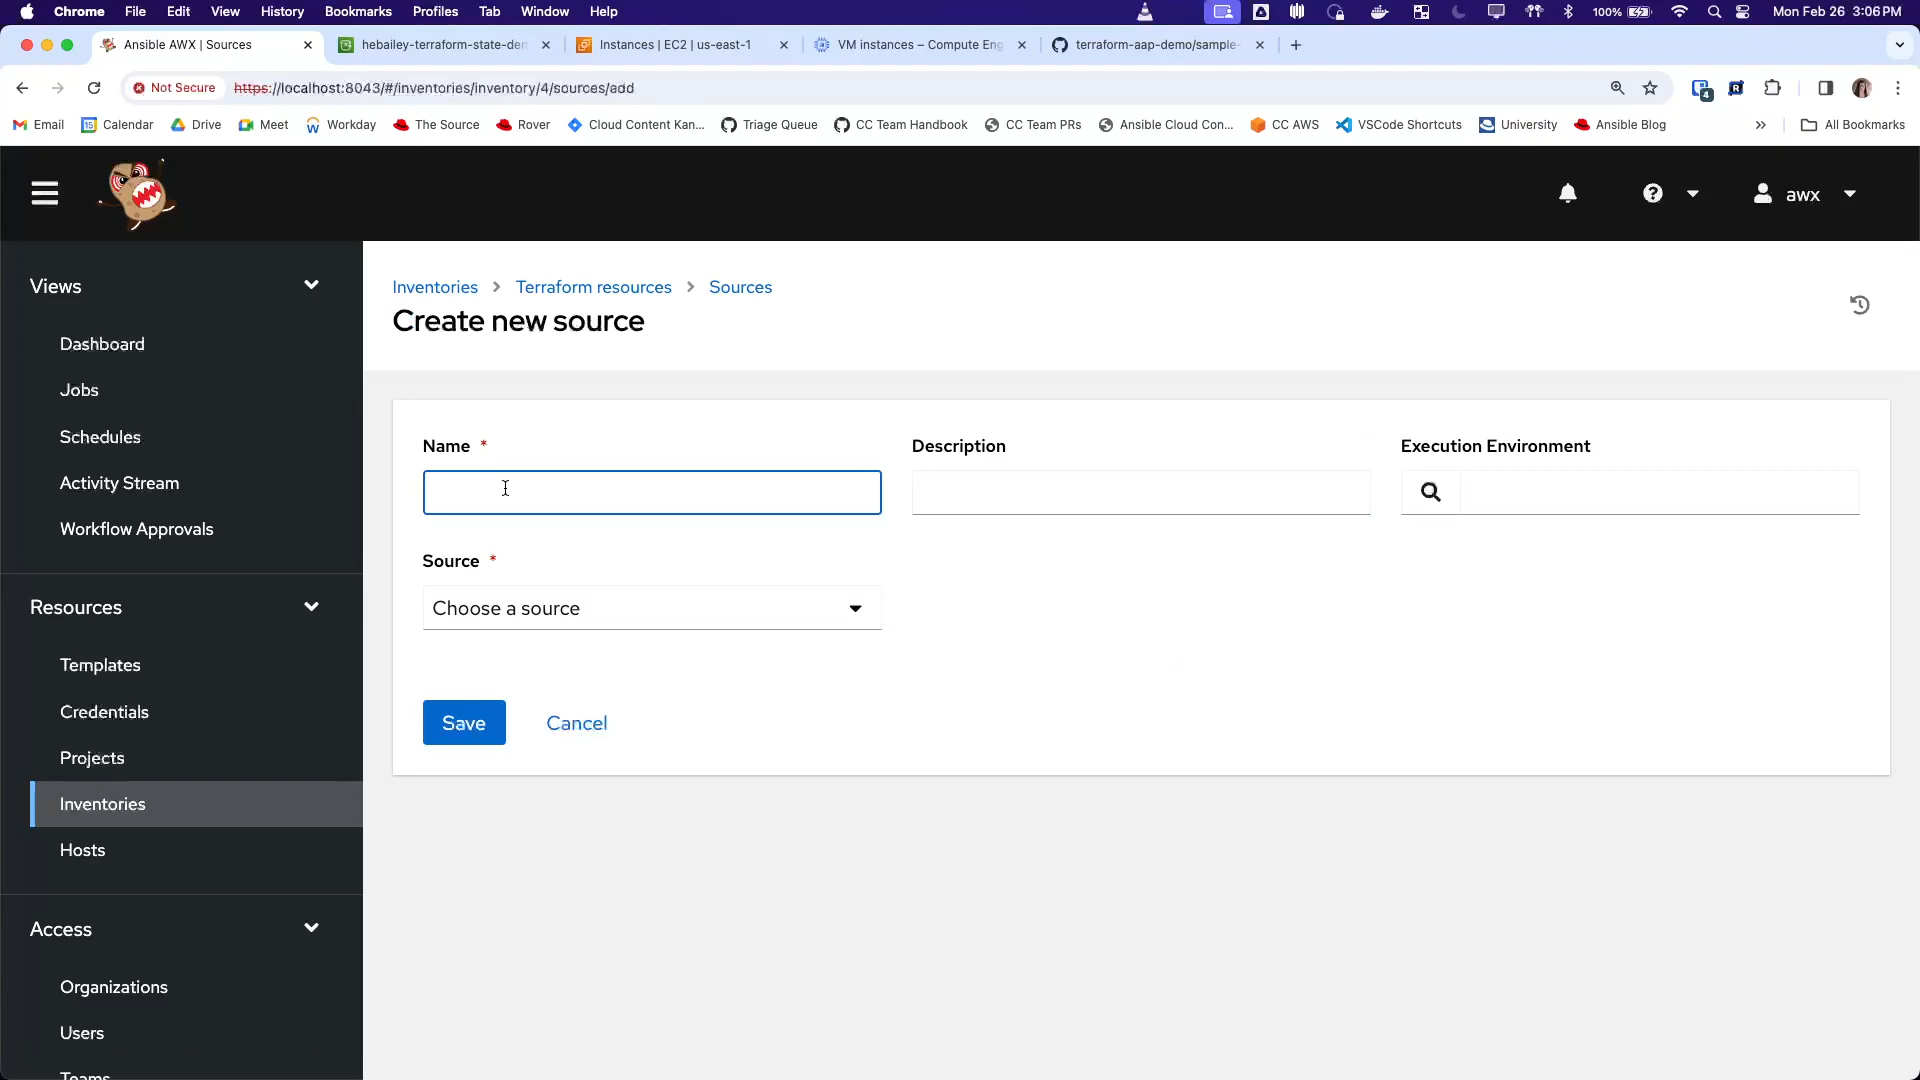 Chrome File Edit View History Bookmarks Profiles Tab Window Help 100% Mon Feb 26 3:06 PM
Ansible AWX | Sources hebailey-terraform-state-den Instances | EC2 | us-east-1 VM instances – Compute Eng terraform-aap-demo/sample-
Not Secure https://localhost:8043/#/inventories/inventory/4/sources/add 4
Email Calendar Drive Meet Workday The Source Rover Cloud Content Kan... Triage Queue CC Team Handbook CC Team PRs Ansible Cloud Con... CC AWS VSCode Shortcuts University Ansible Blog All Bookmarks
awx
Views
Dashboard
Jobs
Schedules
Activity Stream
Workflow Approvals
Resources
Templates
Credentials
Projects
Inventories
Hosts
Access
Organizations
Users
Teams
Inventories Terraform resources Sources
Create new source
Name * Description Execution Environment
Source *
Choose a source
Save Cancel